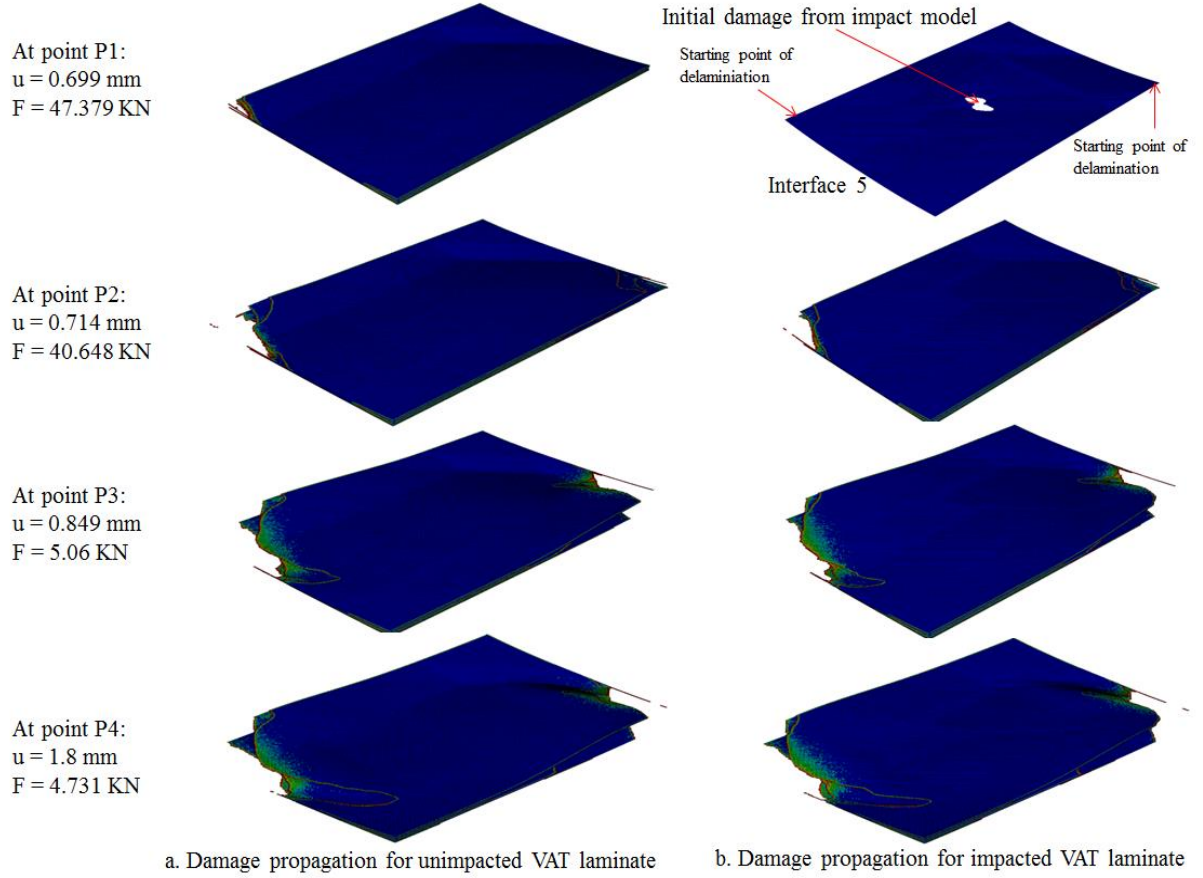 At point P1:
u = 0.699 mm
F = 47.379 KN
Initial damage from impact model
Starting point of
delaminiation
Starting point of
delamination
Interface 5
At point P2:
u = 0.714 mm
F = 40.648 KN
At point P3:
u = 0.849 mm
F = 5.06 KN
At point P4:
u = 1.8 mm
F = 4.731 KN
a. Damage propagation for unimpacted VAT laminate
b. Damage propagation for impacted VAT laminate